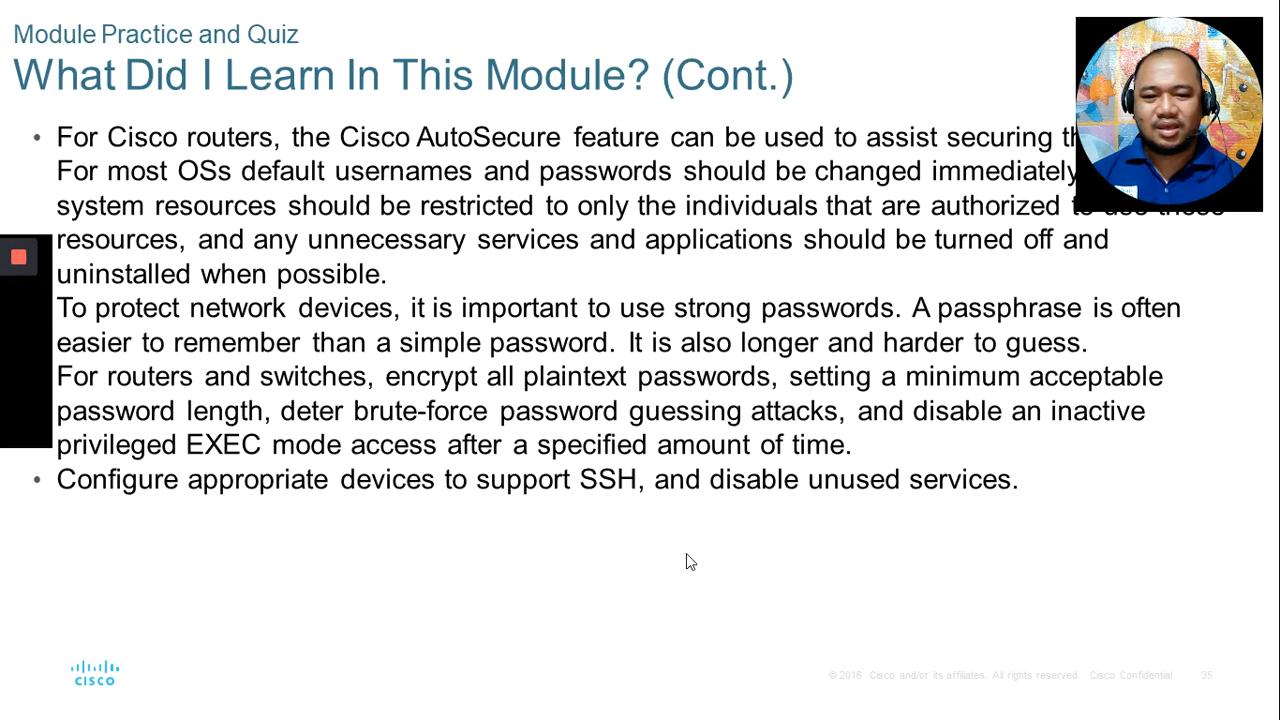 Module Practice and Quiz
What Did I Learn In This Module? (Cont.)
• For Cisco routers, the Cisco AutoSecure feature can be used to assist securing
For most OSs default usernames and passwords should be changed immediately
system resources should be restricted to only the individuals that are authorized
resources, and any unnecessary services and applications should be turned off and
uninstalled when possible.
To protect network devices, it is important to use strong passwords. A passphrase is often
easier to remember than a simple password. It is also longer and harder to guess.
For routers and switches, encrypt all plaintext passwords, setting a minimum acceptable
password length, deter brute-force password guessing attacks, and disable an inactive
privileged EXEC mode access after a specified amount of time.
• Configure appropriate devices to support SSH, and disable unused services.
CISCO
© 2016 Cisco and/or its affiliates. All rights reserved. Cisco Confidential 35